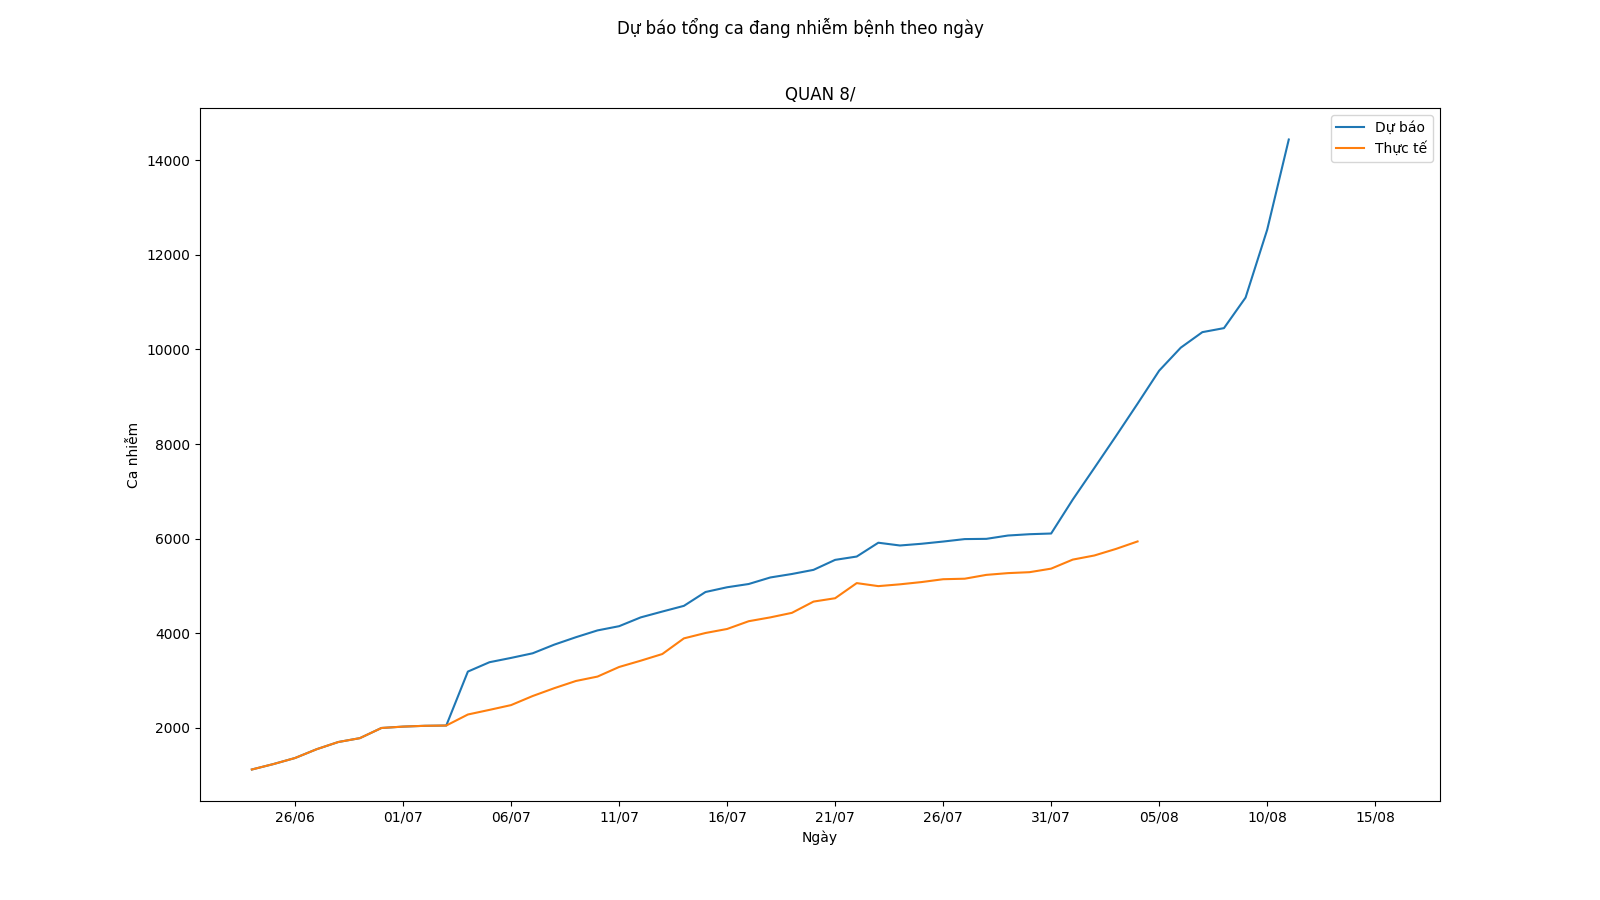 Dự báo tổng ca đang nhiễm bệnh theo ngày
QUAN 8/
Dự báo
Thực tế
14000
12000
10000
8000
6000
4000
2000
Ca nhiễm
26/06 01/07 06/07 11/07 16/07 21/07 26/07 31/07 05/08 10/08 15/08
Ngày